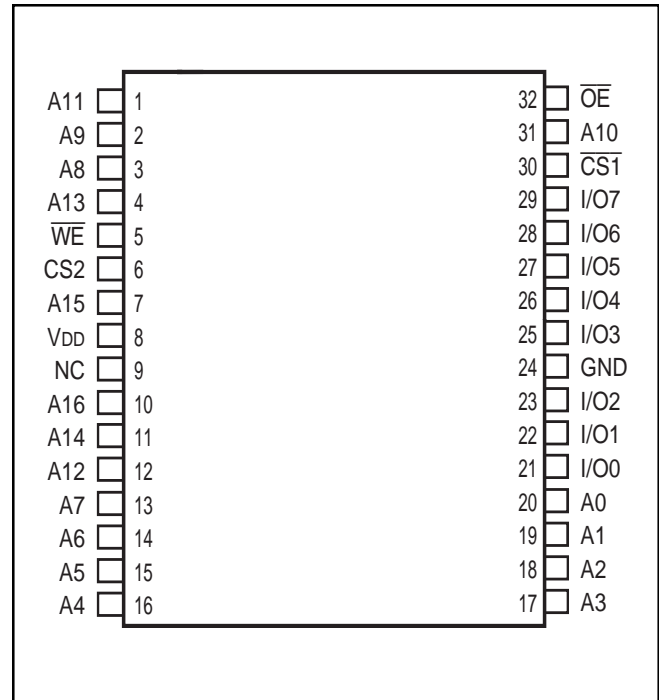 A11 1 32 O̅E̅
A9 2 31 A10
A8 3 30 C̅S̅1̅
A13 4 29 I/O7
W̅E̅ 5 28 I/O6
CS2 6 27 I/O5
A15 7 26 I/O4
VDD 8 25 I/O3
NC 9 24 GND
A16 10 23 I/O2
A14 11 22 I/O1
A12 12 21 I/O0
A7 13 20 A0
A6 14 19 A1
A5 15 18 A2
A4 16 17 A3